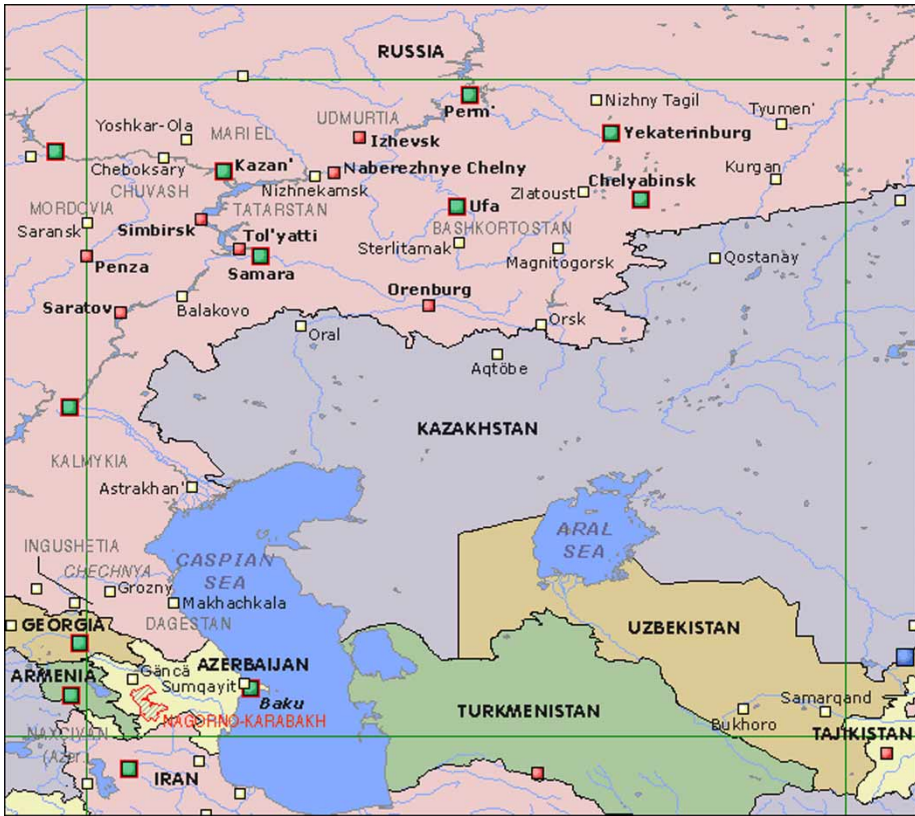 RUSSIA
Perm'
Nizhny Tagil
Tyumen'
UDMURTIA
Yoshkar-Ola
MARI EL
Izhevsk
Yekaterinburg
Cheboksary
Kazan'
Naberezhnye Chelny
Kurgan
CHUVASH
Nizhnekamsk
Zlatoust
Chelyabinsk
MORDOVIA
TATARSTAN
Ufa
Saransk
Simbirsk
BASHKORTOSTAN
Tol'yatti
Sterlitamak
Penza
Samara
Magnitogorsk
Qostanay
Orenburg
Saratov
Balakovo
Orsk
Oral
Aqtöbe
KAZAKHSTAN
KALMYKIA
Astrakhan'
ARAL
SEA
INGUSHETIA
CASPIAN
SEA
CHECHNYA
Grozny
Makhachkala
DAGESTAN
GEORGIA
UZBEKISTAN
AZERBAIJAN
ARMENIA
Gäncä
Sumqayit
Baku
Samarqand
TURKMENISTAN
NAGORNO-KARABAKH
Bukhoro
NAXCIVAN
(Azer.)
TAJIKISTAN
IRAN